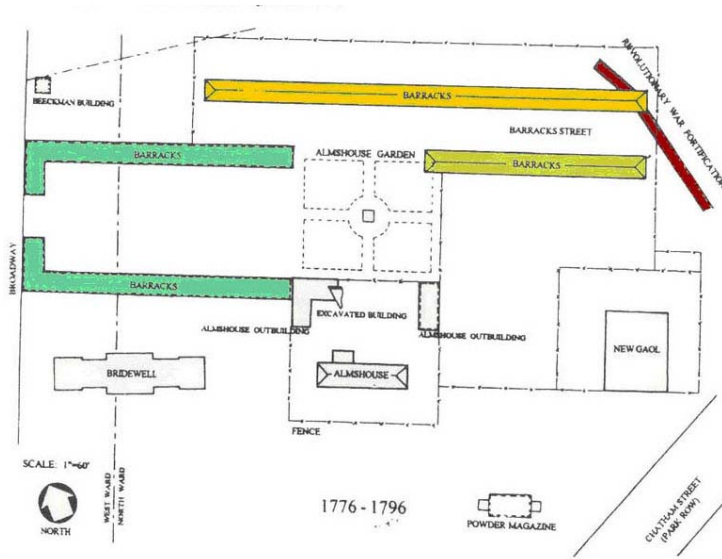 REVOLUTIONARY WAR FORTIFICATION
BARRACKS
BEECKMAN BUILDING
BARRACKS STREET
BARRACKS
ALMSHOUSE GARDEN
BARRACKS
BROADWAY
BARRACKS
EXCAVATED BUILDING
ALMSHOUSE OUTBUILDING
ALMSHOUSE OUTBUILDING
NEW GAOL
BRIDEWELL
ALMSHOUSE
FENCE
SCALE: 1"=60'
NORTH
WEST WARD
NORTH WARD
1776 - 1796
POWDER MAGAZINE
CHATHAM STREET
(PARK ROW)